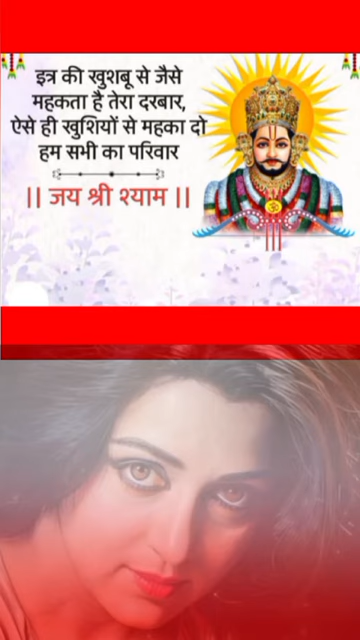 इत्र की खुशबू से जैसे
महकता है तेरा दरबार,
ऐसे ही खुशियों से महका दो
हम सभी का परिवार
|| जय श्री श्याम ||